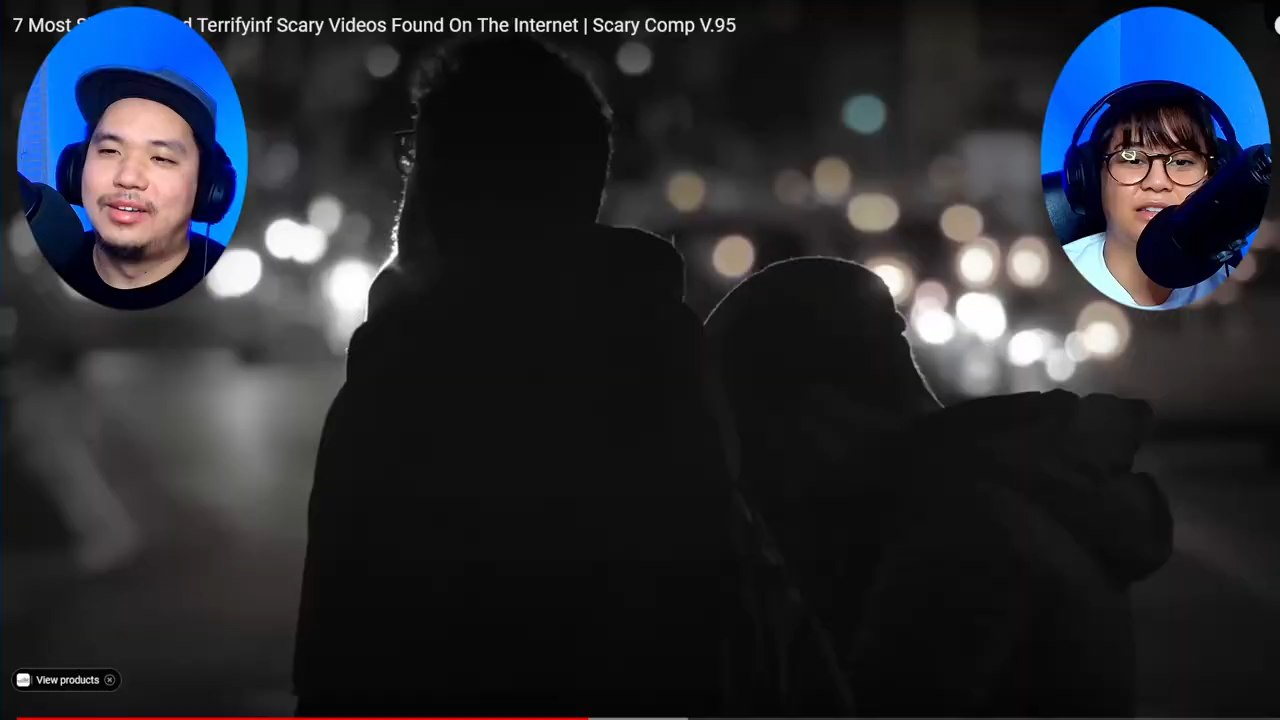 7 Most S d Terrifyinf Scary Videos Found On The Internet | Scary Comp V.95
View products